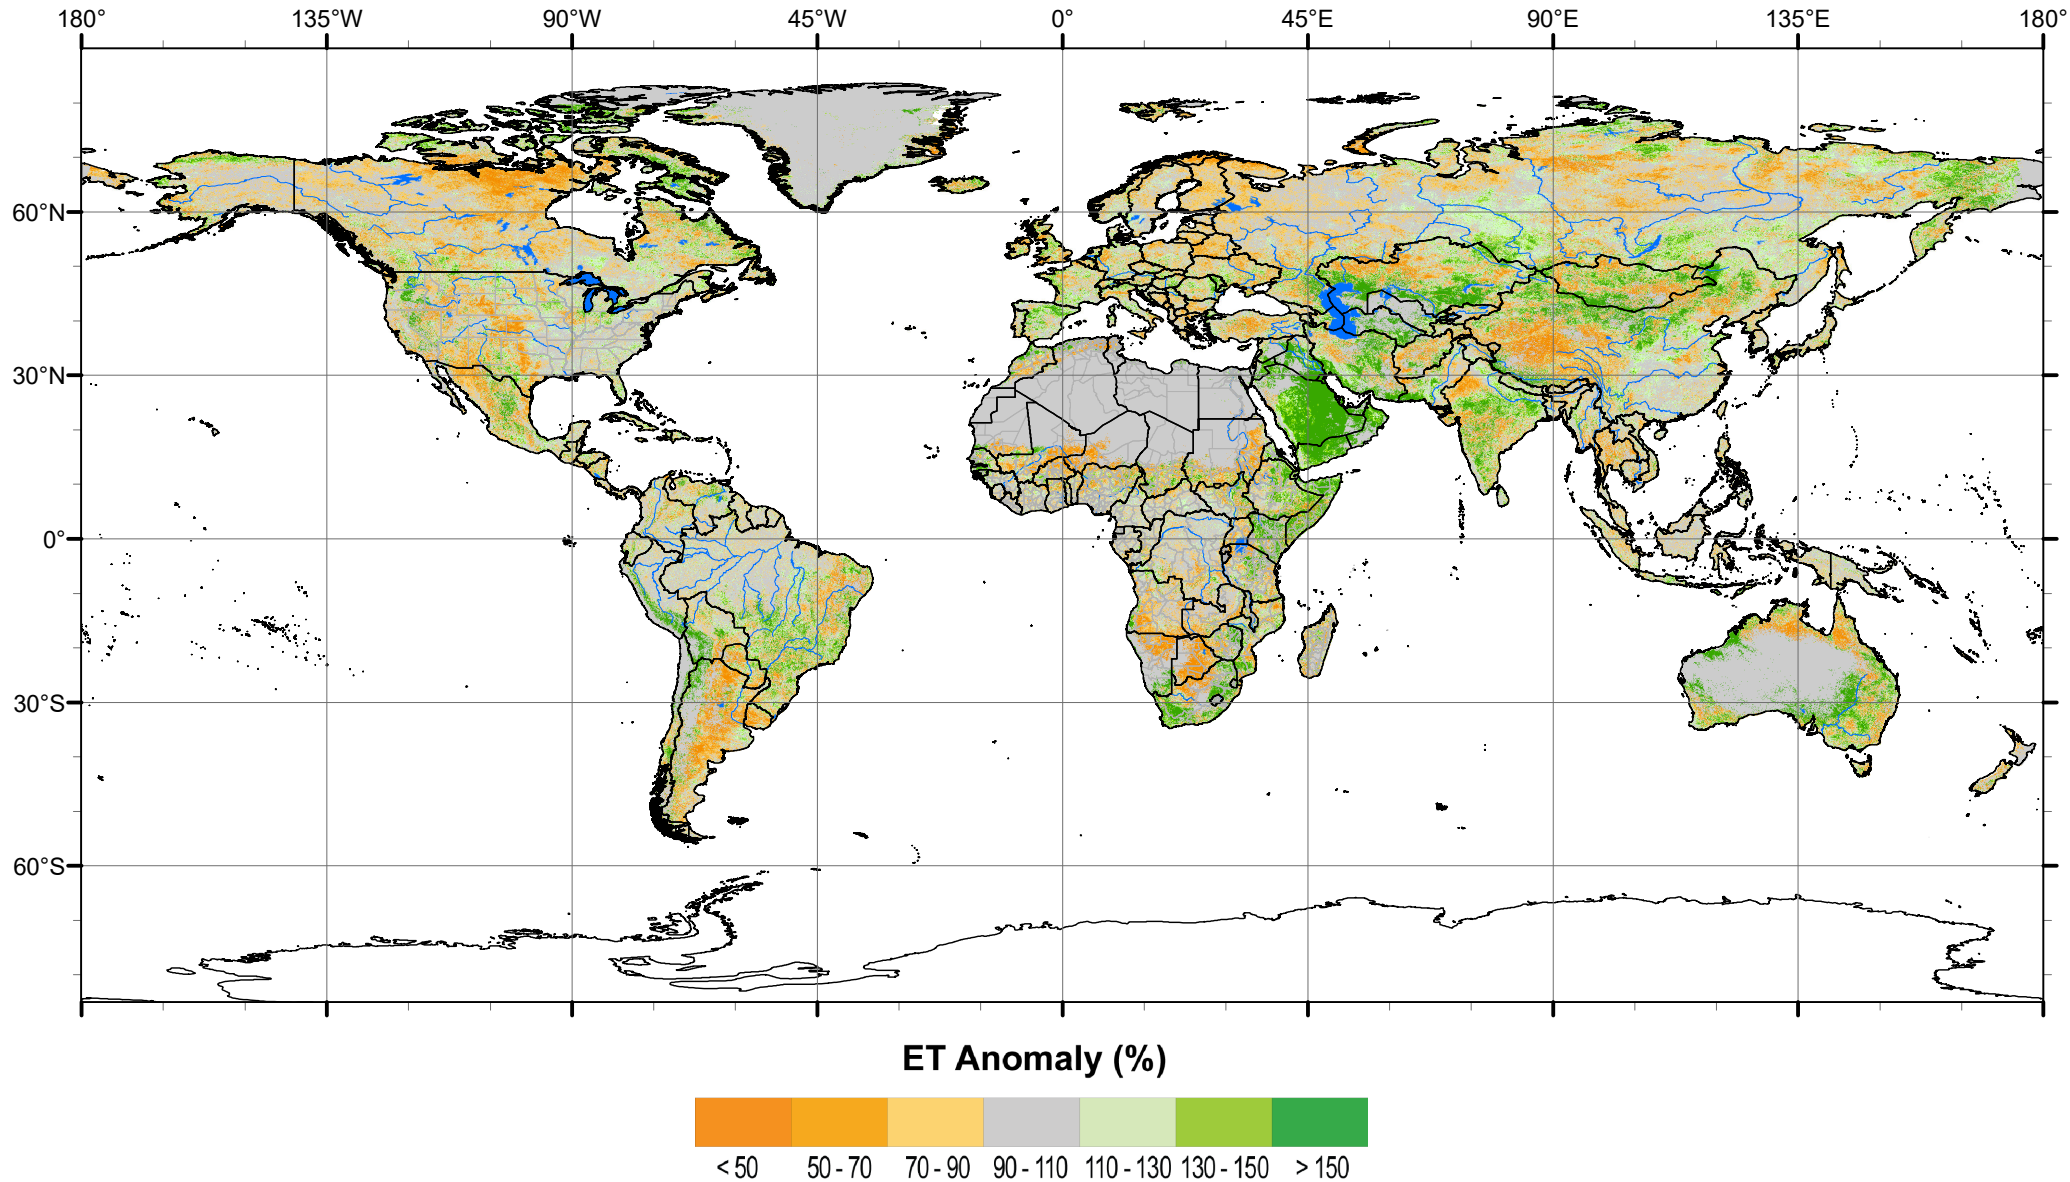 180° 135°W 90°W 45°W 0° 45°E 90°E 135°E 180°
60°N
30°N
0°
30°S
60°S
ET Anomaly (%)
< 50 50 - 70 70 - 90 90 - 110 110 - 130 130 - 150 > 150